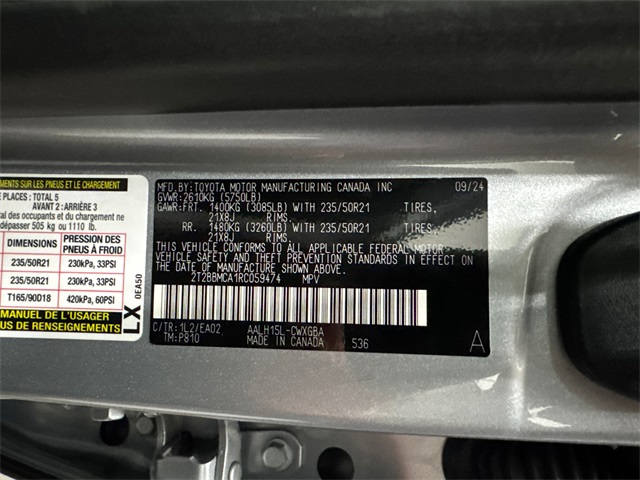 EMENTS SUR LES PNEUS ET LE CHARGEMENT
E PLACES : TOTAL 5
AVANT 2 : ARRIÈRE 3
al des occupants et du chargement ne
passer 505 kg ou 1110 lb.
DIMENSIONS PRESSION DES PNEUS À FROID
235/50R21 230kPa, 33PSI
235/50R21 230kPa, 33PSI
T165/90D18 420kPa, 60PSI
MANUEL DE L'USAGER
US DE RENSEIGNEMENTS
LX 0EA50
MFD.BY:TOYOTA MOTOR MANUFACTURING CANADA INC 09/24
GVWR:2610KG (5750LB)
GAWR:FRT. 1400KG (3085LB) WITH 235/50R21 TIRES,
21X8J RIMS.
RR. 1480KG (3260LB) WITH 235/50R21 TIRES,
21X8J RIMS.
THIS VEHICLE CONFORMS TO ALL APPLICABLE FEDERAL MOTOR
VEHICLE SAFETY AND THEFT PREVENTION STANDARDS IN EFFECT
ON THE DATE OF MANUFACTURE SHOWN ABOVE.
2T2BBMCA1RC059474 MPV
C/TR:1L2/EA02 AALH15L-CWXGBA
TM:P810 MADE IN CANADA 536 A